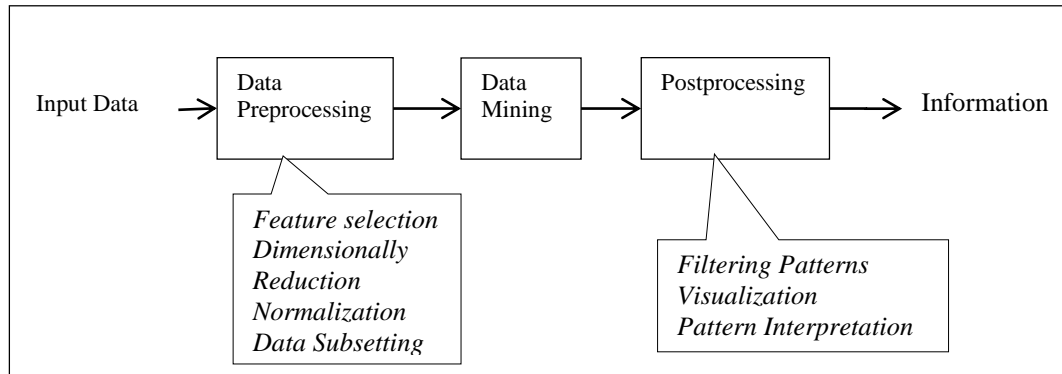 Input Data
Data
Preprocessing
Data
Mining
Postprocessing
Information
Feature selection
Dimensionally
Reduction
Normalization
Data Subsetting
Filtering Patterns
Visualization
Pattern Interpretation